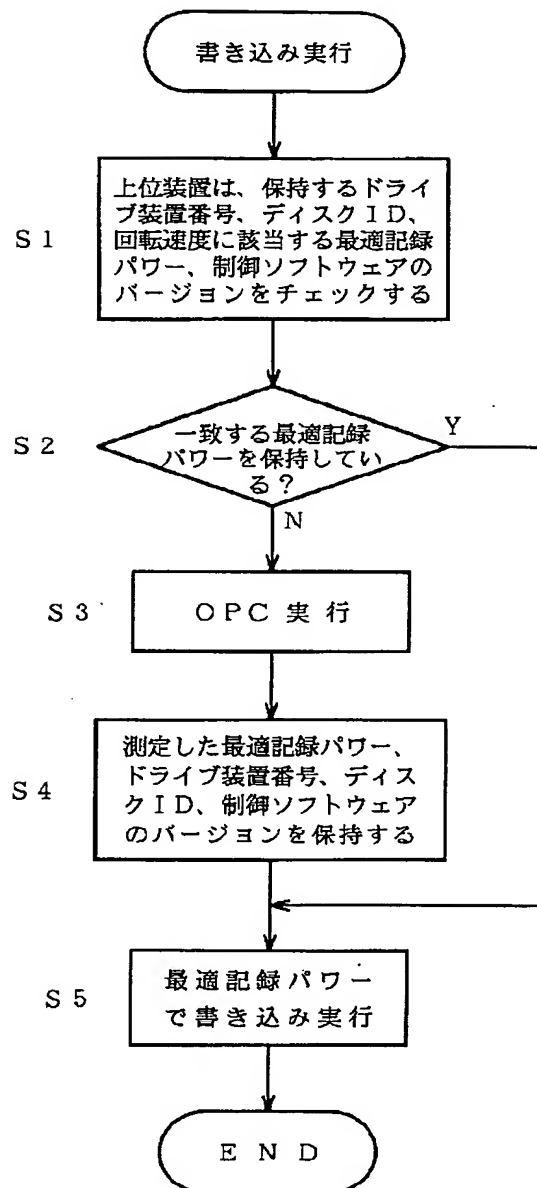 書き込み実行
S1
上位装置は、保持するドライ
ブ装置番号、ディスクID、
回転速度に該当する最適記録
パワー、制御ソフトウェアの
バージョンをチェックする
S2
一致する最適記録
パワーを保持してい
る?
Y
N
S3
OPC実行
S4
測定した最適記録パワー、
ドライブ装置番号、ディス
クID、制御ソフトウェア
のバージョンを保持する
S5
最適記録パワー
で書き込み実行
END